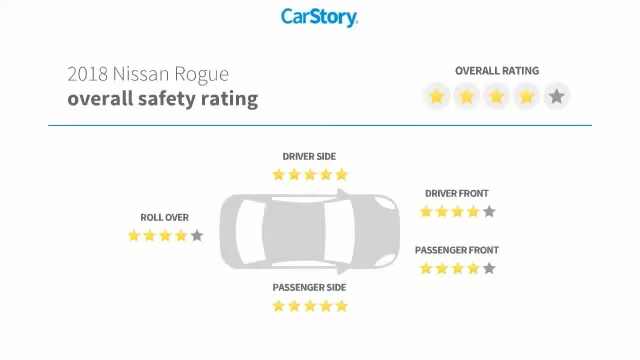 CarStory.
2018 Nissan Rogue
overall safety rating
OVERALL RATING
DRIVER SIDE
DRIVER FRONT
ROLL OVER
PASSENGER FRONT
PASSENGER SIDE